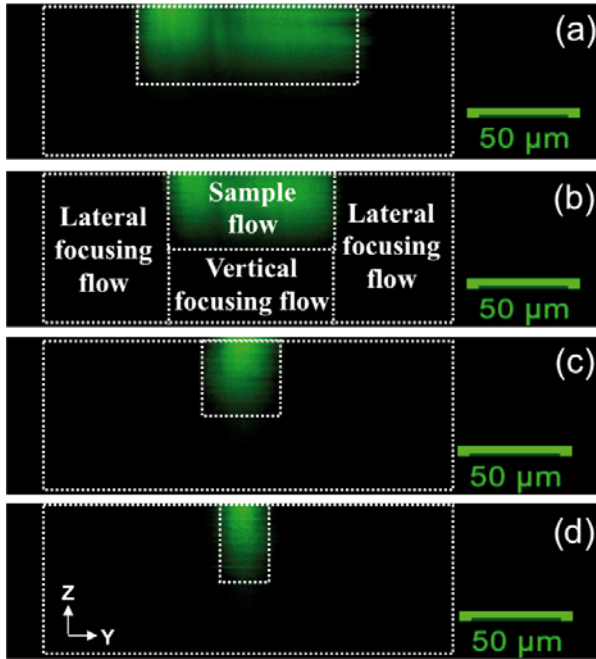 (a)
50 µm
Lateral
focusing
flow
Sample
flow
Vertical
focusing flow
Lateral
focusing
flow
(b)
50 µm
(c)
50 µm
(d)
Z
Y
50 µm